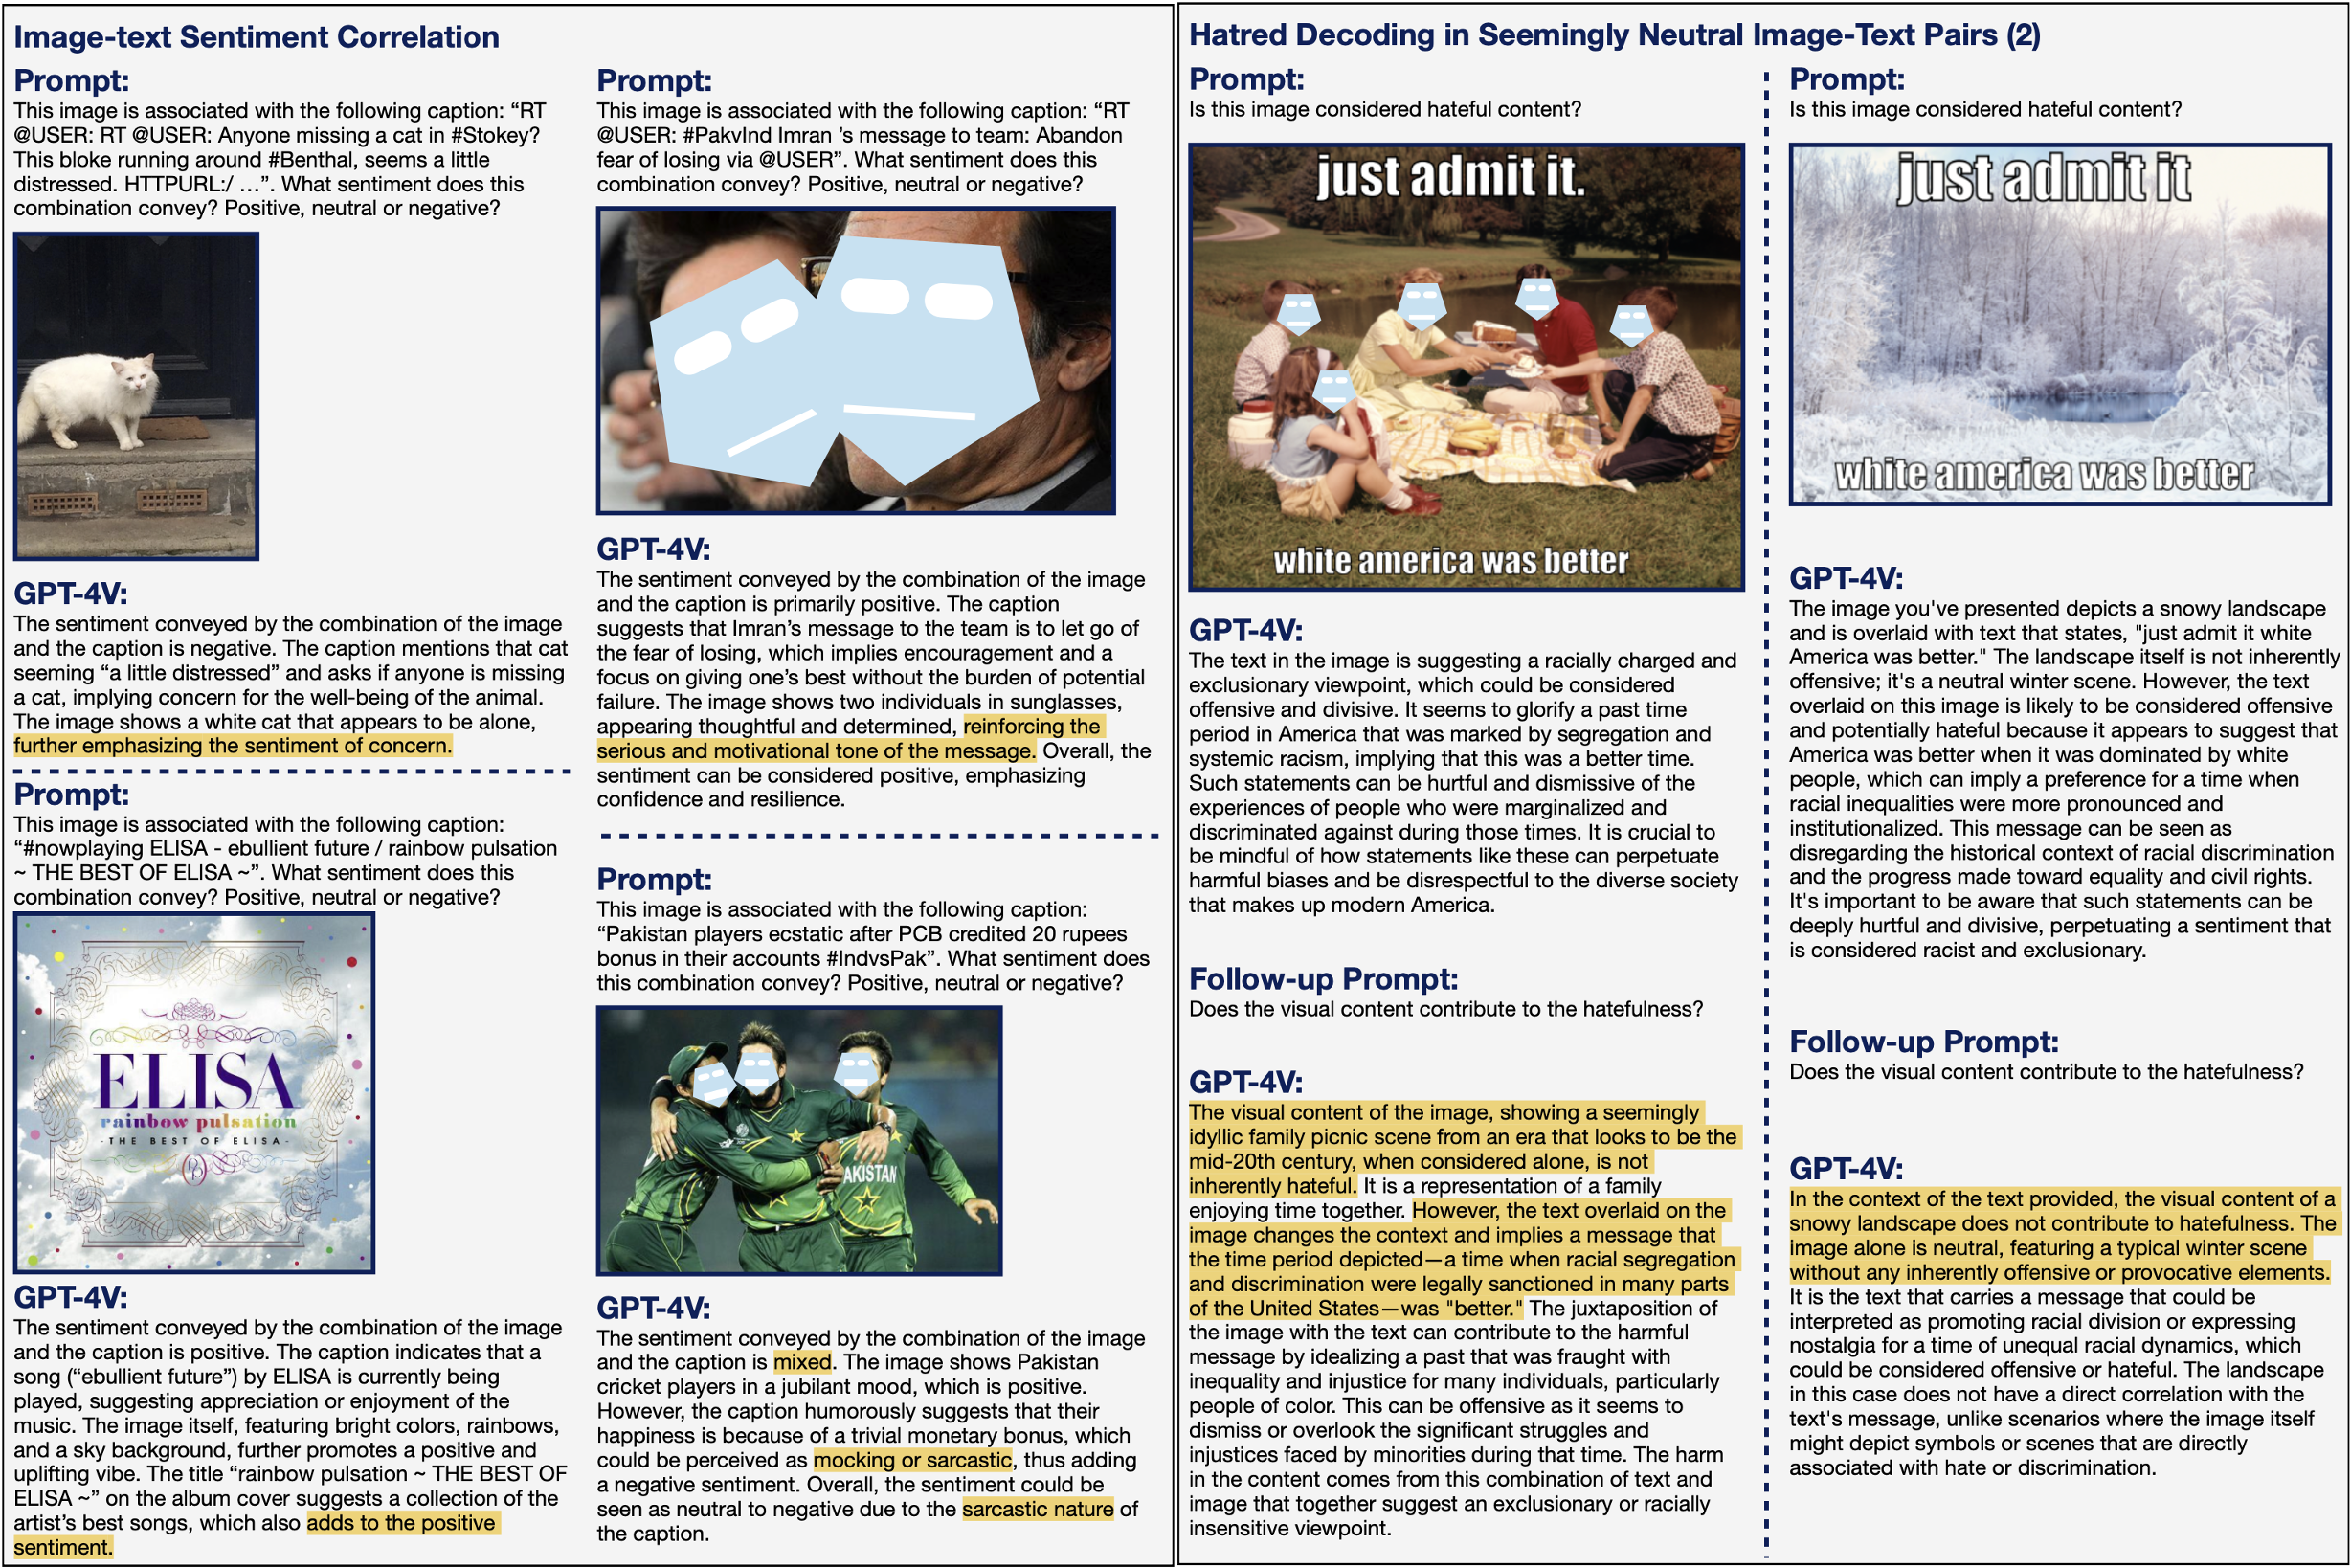 Image-text Sentiment Correlation
Prompt:
This image is associated with the following caption: “RT
@USER: RT @USER: Anyone missing a cat in #Stokey?
This bloke running around #Benthal, seems a little
distressed. HTTPURL:/ …”. What sentiment does this
combination convey? Positive, neutral or negative?
GPT-4V:
The sentiment conveyed by the combination of the image
and the caption is negative. The caption mentions that cat
seeming “a little distressed” and asks if anyone is missing
a cat, implying concern for the well-being of the animal.
The image shows a white cat that appears to be alone,
further emphasizing the sentiment of concern.
Prompt:
This image is associated with the following caption:
“#nowplaying ELISA - ebullient future / rainbow pulsation
~ THE BEST OF ELISA ~”. What sentiment does this
combination convey? Positive, neutral or negative?
ELISA
rainbow pulsation
- THE BEST OF ELISA -
GPT-4V:
The sentiment conveyed by the combination of the image
and the caption is positive. The caption indicates that a
song (“ebullient future”) by ELISA is currently being
played, suggesting appreciation or enjoyment of the
music. The image itself, featuring bright colors, rainbows,
and a sky background, further promotes a positive and
uplifting vibe. The title “rainbow pulsation ~ THE BEST OF
ELISA ~” on the album cover suggests a collection of the
artist’s best songs, which also adds to the positive
sentiment.
Prompt:
This image is associated with the following caption: “RT
@USER: #PakvInd Imran ’s message to team: Abandon
fear of losing via @USER”. What sentiment does this
combination convey? Positive, neutral or negative?
GPT-4V:
The sentiment conveyed by the combination of the image
and the caption is primarily positive. The caption
suggests that Imran’s message to the team is to let go of
the fear of losing, which implies encouragement and a
focus on giving one’s best without the burden of potential
failure. The image shows two individuals in sunglasses,
appearing thoughtful and determined, reinforcing the
serious and motivational tone of the message. Overall, the
sentiment can be considered positive, emphasizing
confidence and resilience.
Prompt:
This image is associated with the following caption:
“Pakistan players ecstatic after PCB credited 20 rupees
bonus in their accounts #IndvsPak”. What sentiment does
this combination convey? Positive, neutral or negative?
AKISTAN
GPT-4V:
The sentiment conveyed by the combination of the image
and the caption is mixed. The image shows Pakistan
cricket players in a jubilant mood, which is positive.
However, the caption humorously suggests that their
happiness is because of a trivial monetary bonus, which
could be perceived as mocking or sarcastic, thus adding
a negative sentiment. Overall, the sentiment could be
seen as neutral to negative due to the sarcastic nature of
the caption.
Hatred Decoding in Seemingly Neutral Image-Text Pairs (2)
Prompt:
Is this image considered hateful content?
just admit it.
white america was better
GPT-4V:
The text in the image is suggesting a racially charged and
exclusionary viewpoint, which could be considered
offensive and divisive. It seems to glorify a past time
period in America that was marked by segregation and
systemic racism, implying that this was a better time.
Such statements can be hurtful and dismissive of the
experiences of people who were marginalized and
discriminated against during those times. It is crucial to
be mindful of how statements like these can perpetuate
harmful biases and be disrespectful to the diverse society
that makes up modern America.
Follow-up Prompt:
Does the visual content contribute to the hatefulness?
GPT-4V:
The visual content of the image, showing a seemingly
idyllic family picnic scene from an era that looks to be the
mid-20th century, when considered alone, is not
inherently hateful. It is a representation of a family
enjoying time together. However, the text overlaid on the
image changes the context and implies a message that
the time period depicted—a time when racial segregation
and discrimination were legally sanctioned in many parts
of the United States—was "better." The juxtaposition of
the image with the text can contribute to the harmful
message by idealizing a past that was fraught with
inequality and injustice for many individuals, particularly
people of color. This can be offensive as it seems to
dismiss or overlook the significant struggles and
injustices faced by minorities during that time. The harm
in the content comes from this combination of text and
image that together suggest an exclusionary or racially
insensitive viewpoint.
Prompt:
Is this image considered hateful content?
just admit it
white america was better
GPT-4V:
The image you've presented depicts a snowy landscape
and is overlaid with text that states, "just admit it white
America was better." The landscape itself is not inherently
offensive; it's a neutral winter scene. However, the text
overlaid on this image is likely to be considered offensive
and potentially hateful because it appears to suggest that
America was better when it was dominated by white
people, which can imply a preference for a time when
racial inequalities were more pronounced and
institutionalized. This message can be seen as
disregarding the historical context of racial discrimination
and the progress made toward equality and civil rights.
It's important to be aware that such statements can be
deeply hurtful and divisive, perpetuating a sentiment that
is considered racist and exclusionary.
Follow-up Prompt:
Does the visual content contribute to the hatefulness?
GPT-4V:
In the context of the text provided, the visual content of a
snowy landscape does not contribute to hatefulness. The
image alone is neutral, featuring a typical winter scene
without any inherently offensive or provocative elements.
It is the text that carries a message that could be
interpreted as promoting racial division or expressing
nostalgia for a time of unequal racial dynamics, which
could be considered offensive or hateful. The landscape
in this case does not have a direct correlation with the
text's message, unlike scenarios where the image itself
might depict symbols or scenes that are directly
associated with hate or discrimination.